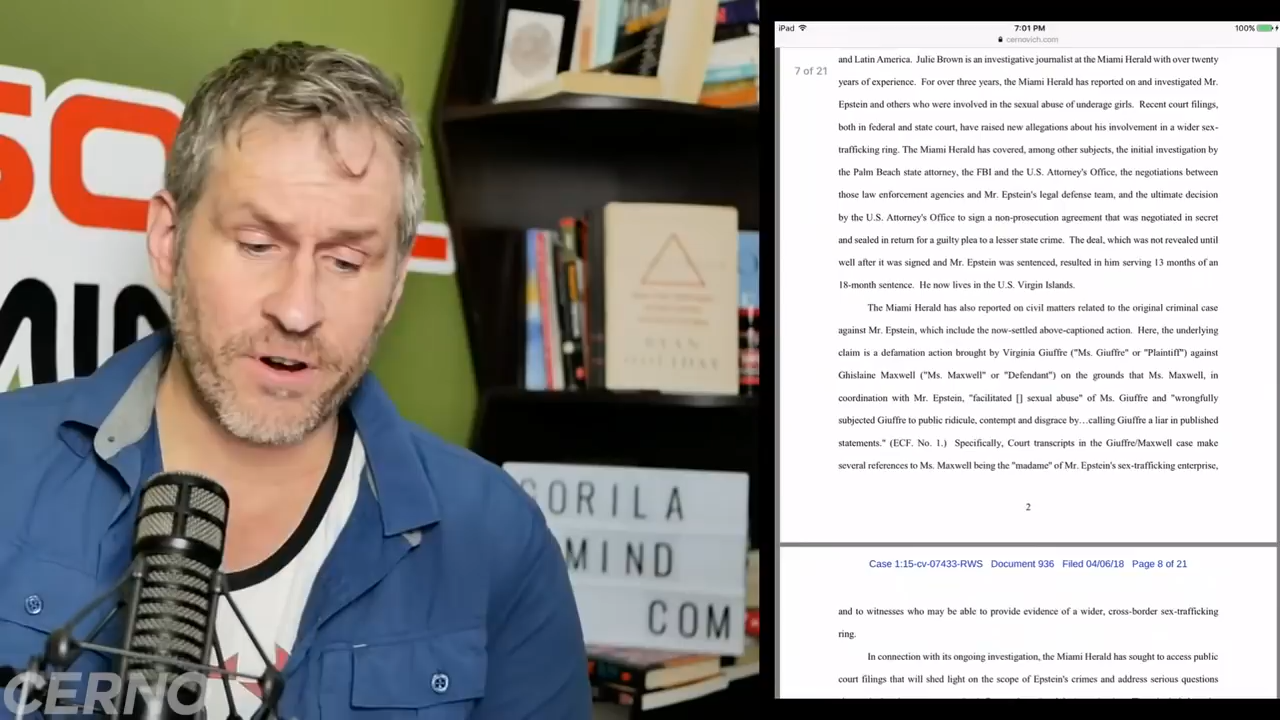 SO
MIND
GORILA
MIND
COM
CERNO
iPad
7:01 PM
100%
cernovich.com
7 of 21
and Latin America. Julie Brown is an investigative journalist at the Miami Herald with over twenty
years of experience. For over three years, the Miami Herald has reported on and investigated Mr.
Epstein and others who were involved in the sexual abuse of underage girls. Recent court filings,
both in federal and state court, have raised new allegations about his involvement in a wider sex-
trafficking ring. The Miami Herald has covered, among other subjects, the initial investigation by
the Palm Beach state attorney, the FBI and the U.S. Attorney's Office, the negotiations between
those law enforcement agencies and Mr. Epstein's legal defense team, and the ultimate decision
by the U.S. Attorney's Office to sign a non-prosecution agreement that was negotiated in secret
and sealed in return for a guilty plea to a lesser state crime. The deal, which was not revealed until
well after it was signed and Mr. Epstein was sentenced, resulted in him serving 13 months of an
18-month sentence. He now lives in the U.S. Virgin Islands.
The Miami Herald has also reported on civil matters related to the original criminal case
against Mr. Epstein, which include the now-settled above-captioned action. Here, the underlying
claim is a defamation action brought by Virginia Giuffre ("Ms. Giuffre" or "Plaintiff") against
Ghislaine Maxwell ("Ms. Maxwell" or "Defendant") on the grounds that Ms. Maxwell, in
coordination with Mr. Epstein, "facilitated [] sexual abuse" of Ms. Giuffre and "wrongfully
subjected Giuffre to public ridicule, contempt and disgrace by…calling Giuffre a liar in published
statements." (ECF. No. 1.) Specifically, Court transcripts in the Giuffre/Maxwell case make
several references to Ms. Maxwell being the "madame" of Mr. Epstein's sex-trafficking enterprise,
2
Case 1:15-cv-07433-RWS Document 936 Filed 04/06/18 Page 8 of 21
and to witnesses who may be able to provide evidence of a wider, cross-border sex-trafficking
ring.
In connection with its ongoing investigation, the Miami Herald has sought to access public
court filings that will shed light on the scope of Epstein's crimes and address serious questions